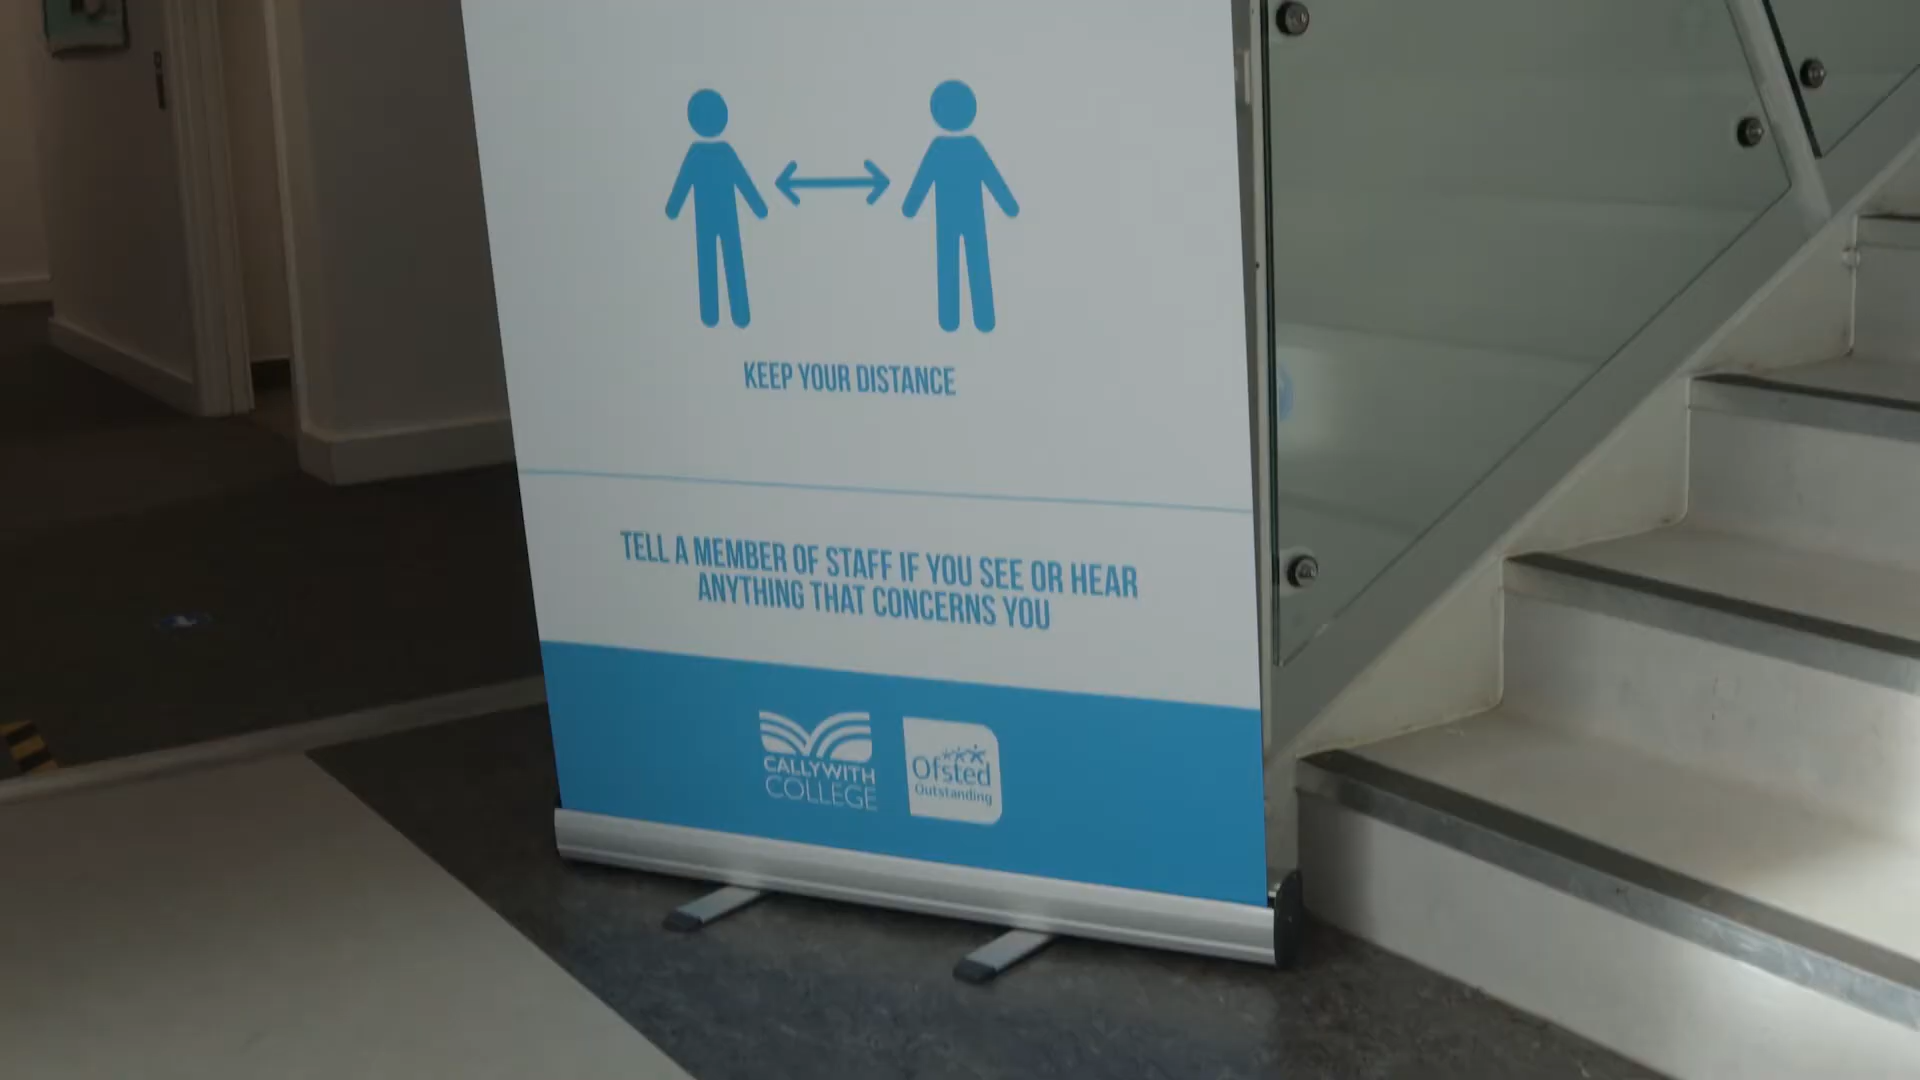 KEEP YOUR DISTANCE
TELL A MEMBER OF STAFF IF YOU SEE OR HEAR
ANYTHING THAT CONCERNS YOU
CALLYWITH
COLLEGE
Ofsted
Outstanding